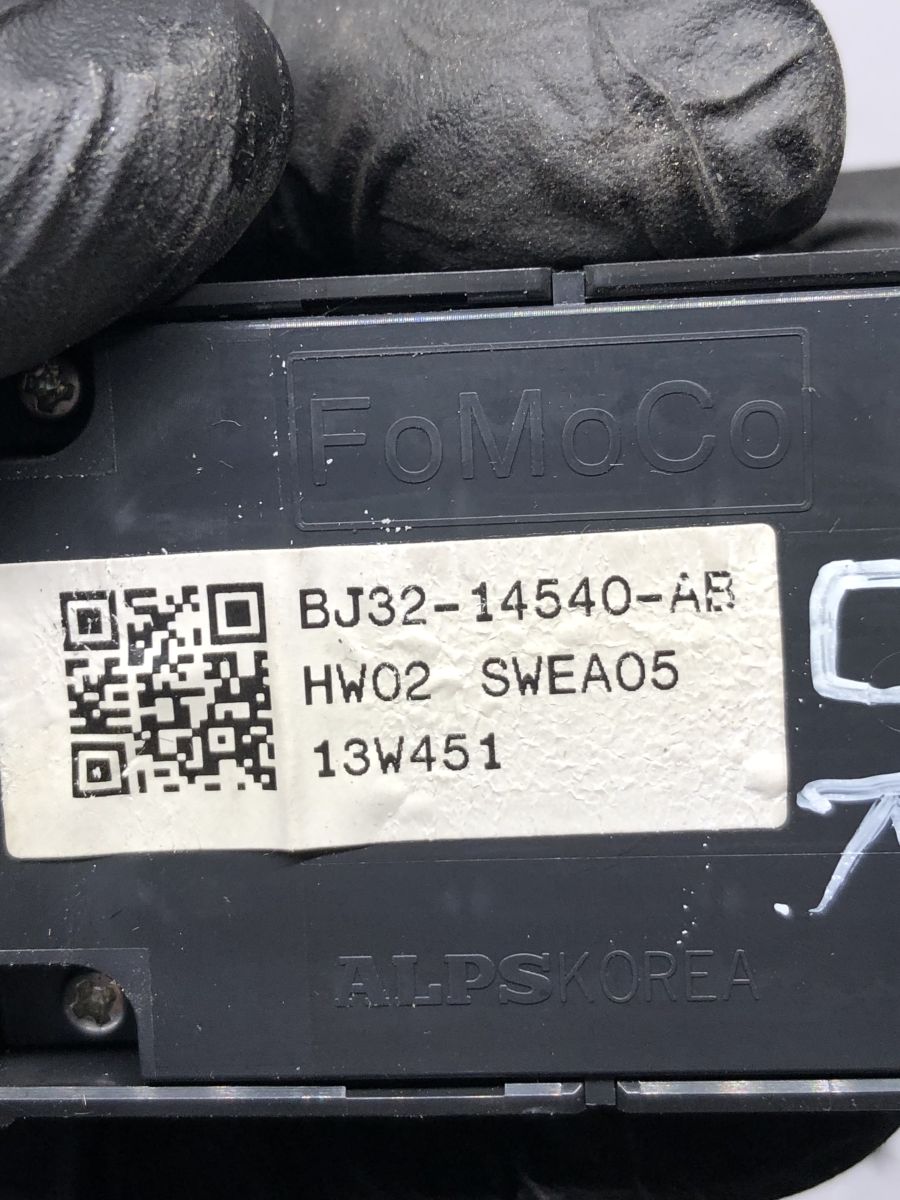 FoMoCo
BJ32-14540-AB
HW02 SWEA05
13W451
ALPSKOREA